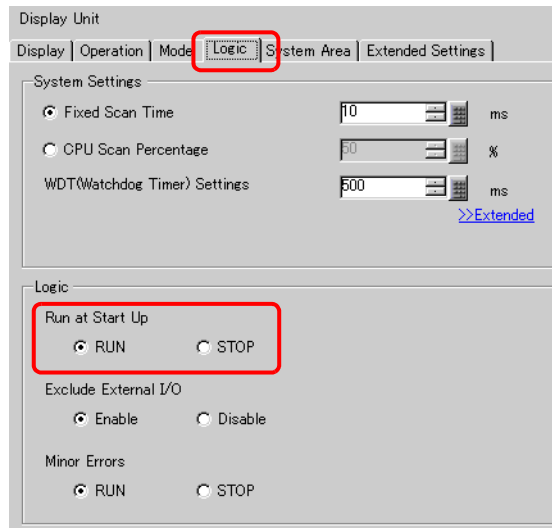 Display Unit
Display Operation Mode Logic System Area Extended Settings
System Settings
Fixed Scan Time 10 ms
CPU Scan Percentage 50 %
WDT(Watchdog Timer) Settings 500 ms
>>Extended
Logic
Run at Start Up
RUN STOP
Exclude External I/O
Enable Disable
Minor Errors
RUN STOP